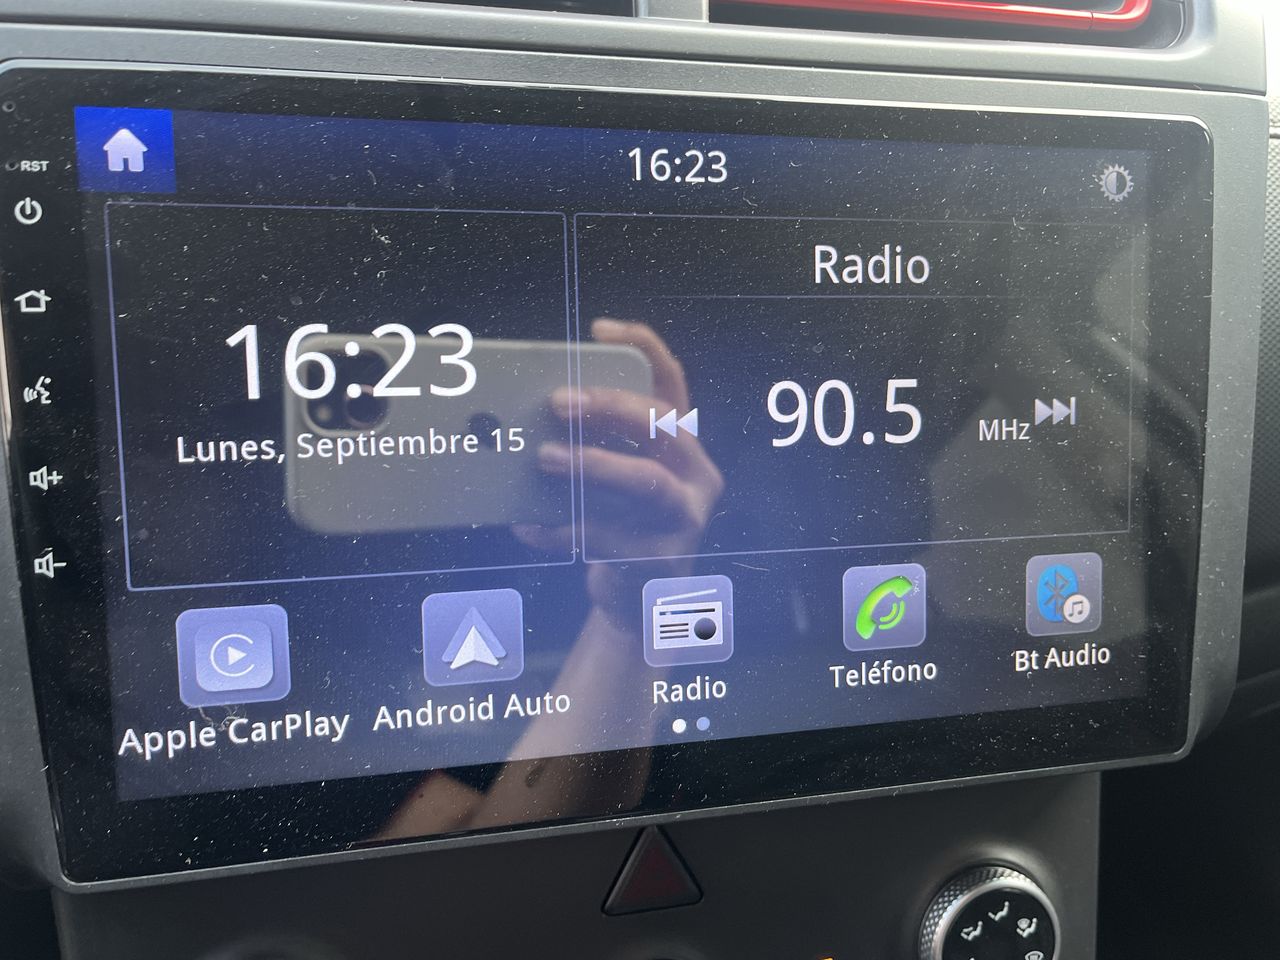 RST
16:23
16:23
Lunes, Septiembre 15
Radio
90.5 MHz
Apple CarPlay
Android Auto
Radio
Teléfono
Bt Audio